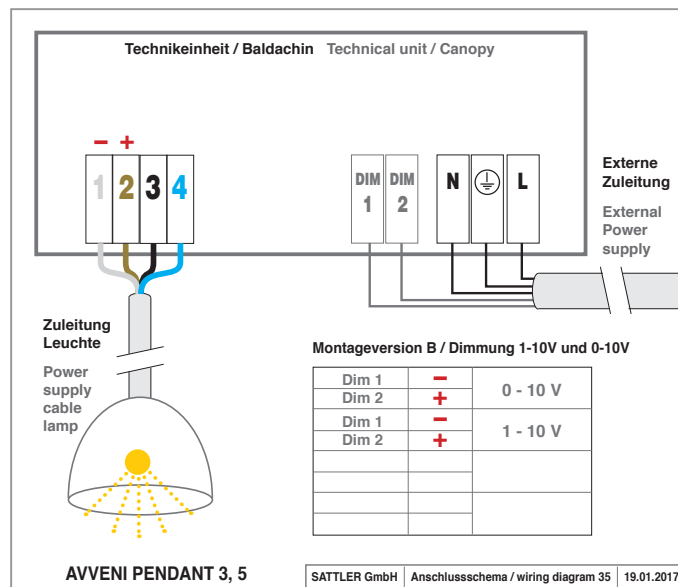 Technikeinheit / Baldachin Technical unit / Canopy
− +
1 2 3 4
DIM 1 DIM 2 N L
Externe
Zuleitung
External
Power
supply
Zuleitung
Leuchte
Power
supply
cable
lamp
Montageversion B / Dimmung 1-10V und 0-10V
Dim 1 − 0 - 10 V
Dim 2 +
Dim 1 − 1 - 10 V
Dim 2 +
AVVENI PENDANT 3, 5
SATTLER GmbH Anschlussschema / wiring diagram 35 19.01.2017